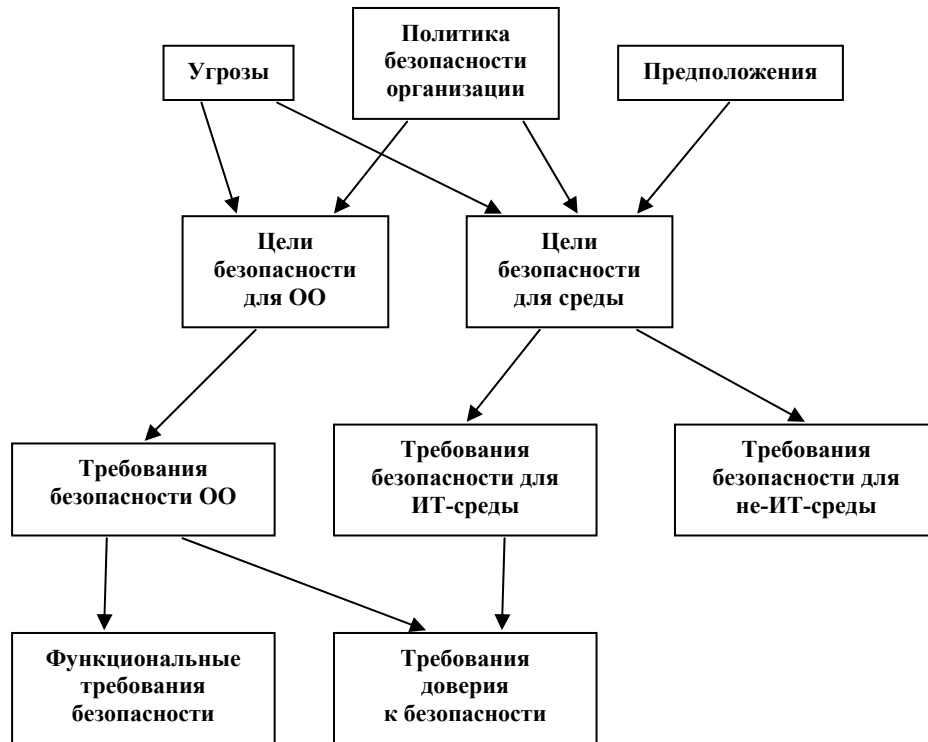 Угрозы
Политика
безопасности
организации
Предположения
Цели
безопасности
для ОО
Цели
безопасности
для среды
Требования
безопасности ОО
Требования
безопасности для
ИТ-среды
Требования
безопасности для
не-ИТ-среды
Функциональные
требования
безопасности
Требования
доверия
к безопасности